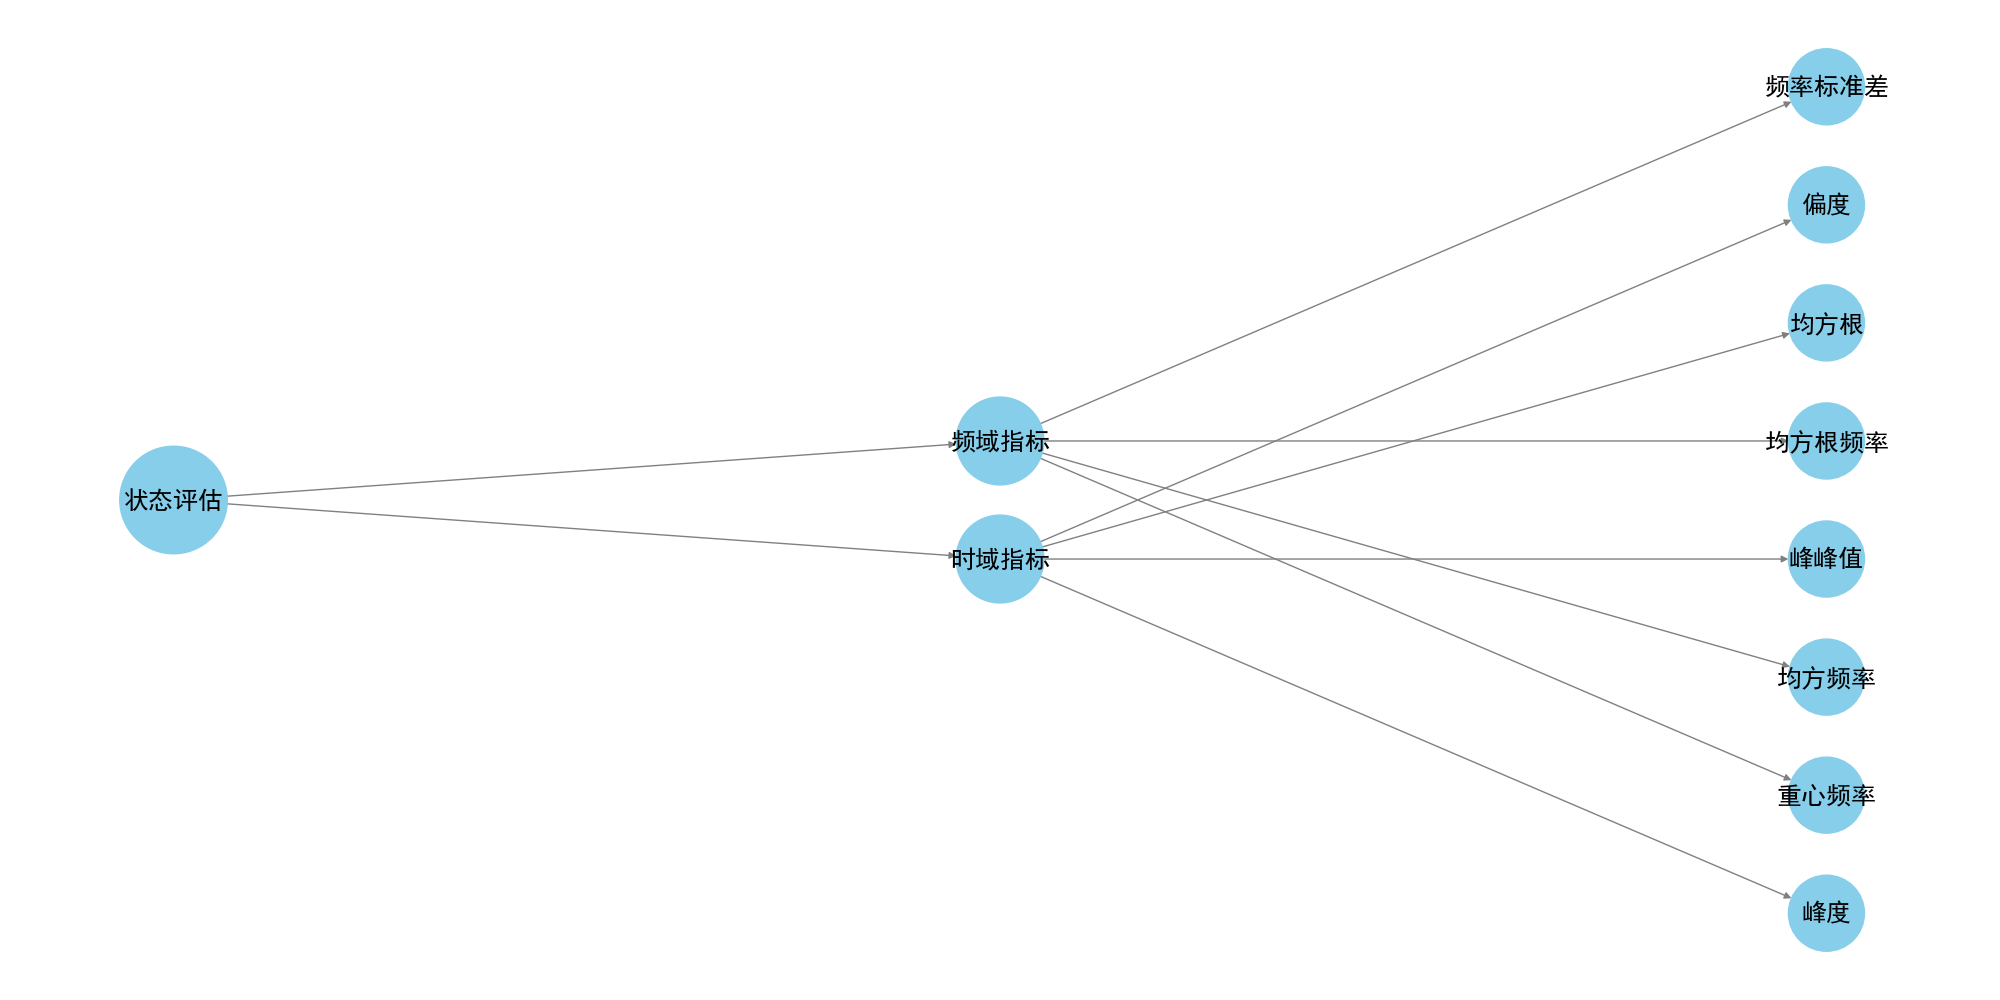 状态评估
频域指标
时域指标
频率标准差
偏度
均方根
均方根频率
峰峰值
均方频率
重心频率
峰度